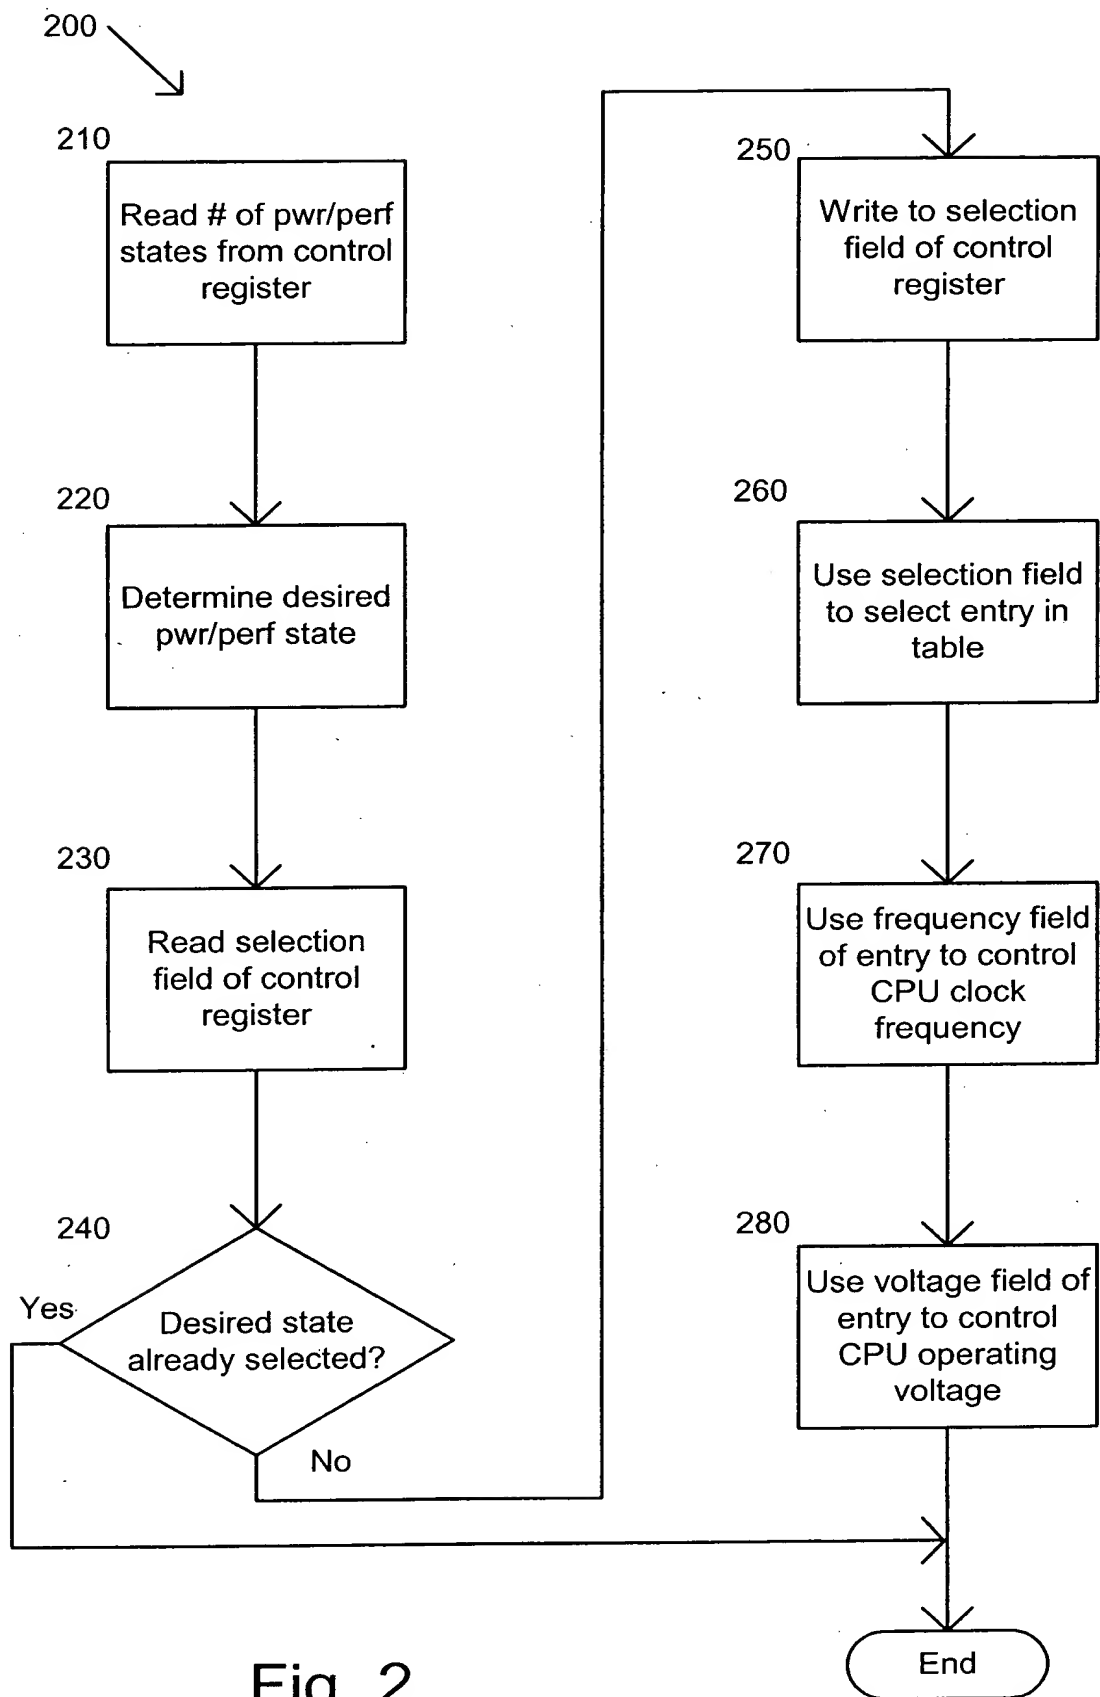 200
210
Read # of pwr/perf
states from control
register
220
Determine desired
pwr/perf state
230
Read selection
field of control
register
240
Yes
Desired state
already selected?
No
250
Write to selection
field of control
register
260
Use selection field
to select entry in
table
270
Use frequency field
of entry to control
CPU clock
frequency
280
Use voltage field of
entry to control
CPU operating
voltage
End
Fig. 2